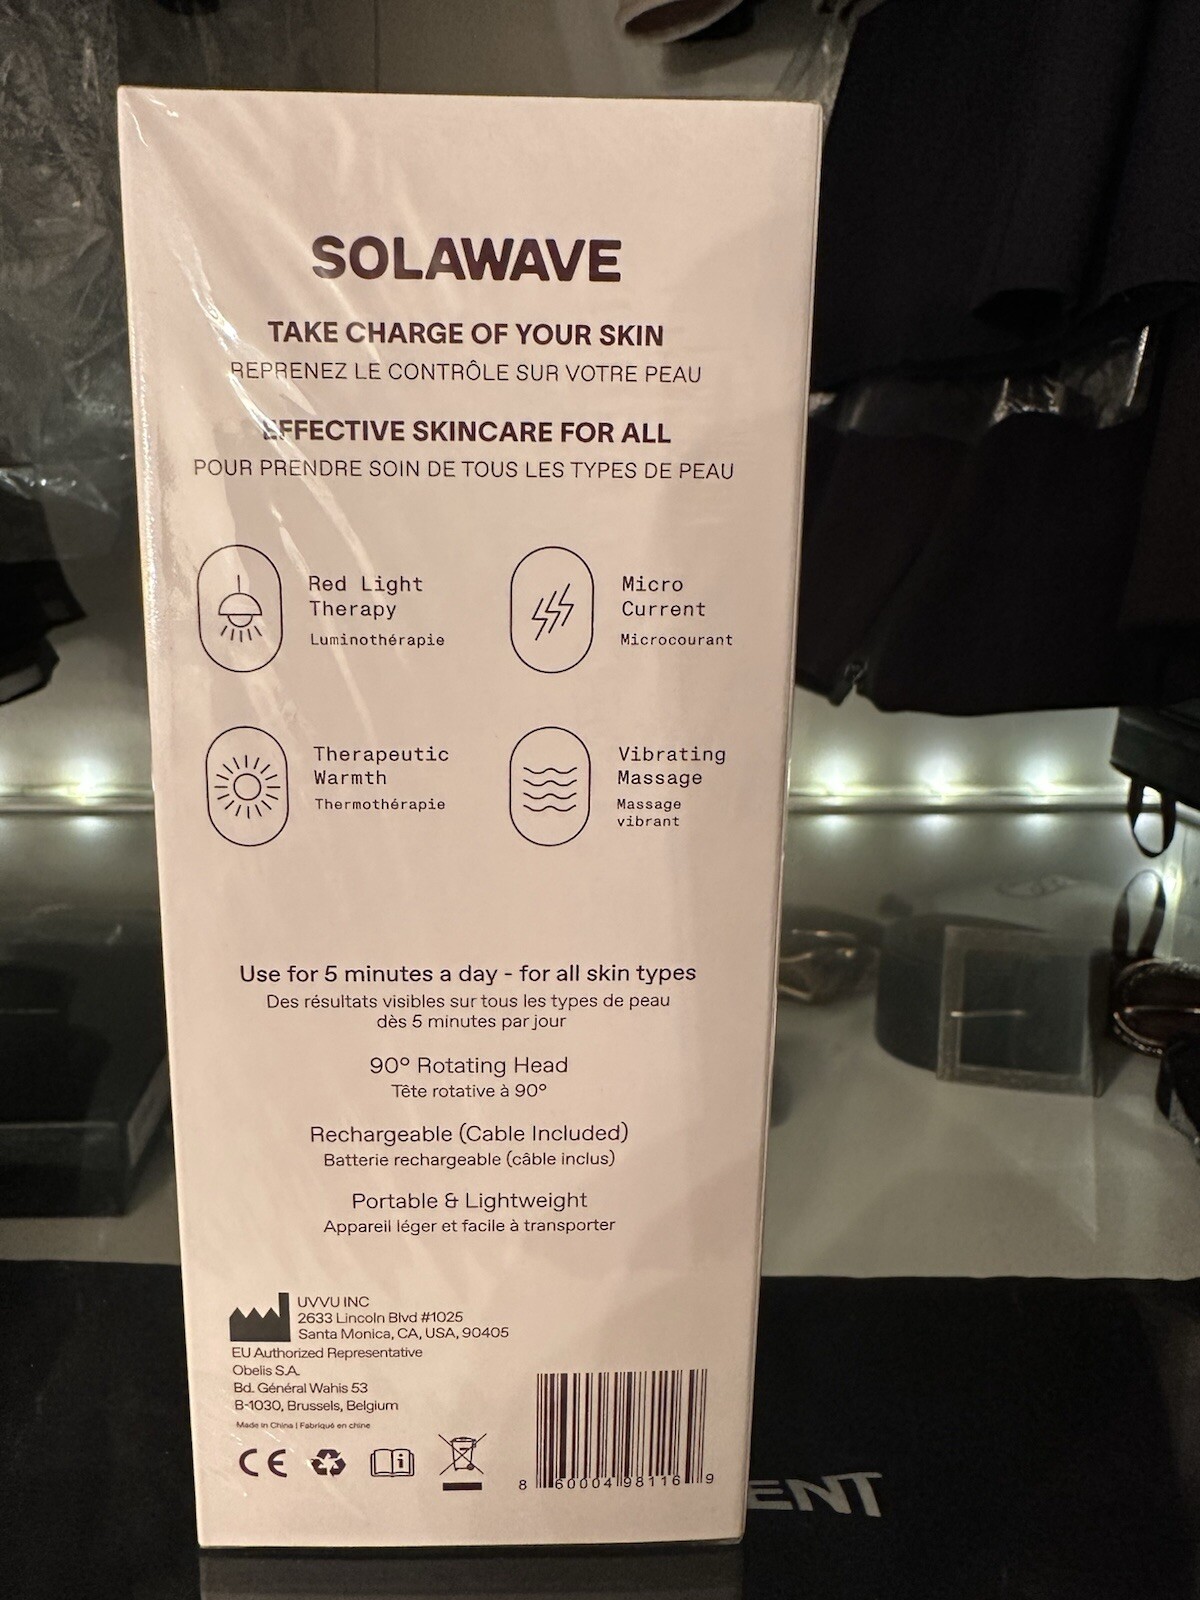 SOLAWAVE
TAKE CHARGE OF YOUR SKIN
REPRENEZ LE CONTRÔLE SUR VOTRE PEAU
EFFECTIVE SKINCARE FOR ALL
POUR PRENDRE SOIN DE TOUS LES TYPES DE PEAU
Red Light
Therapy
Luminothérapie
Micro
Current
Microcourant
Therapeutic
Warmth
Thermothérapie
Vibrating
Massage
Massage
vibrant
Use for 5 minutes a day - for all skin types
Des résultats visibles sur tous les types de peau
dès 5 minutes par jour
90° Rotating Head
Tête rotative à 90°
Rechargeable (Cable Included)
Batterie rechargeable (câble inclus)
Portable & Lightweight
Appareil léger et facile à transporter
UVVU INC
2633 Lincoln Blvd #1025
Santa Monica, CA, USA, 90405
EU Authorized Representative
Obelis S.A.
Bd. Général Wahis 53
B-1030, Brussels, Belgium
Made in China | Fabriqué en chine
CE
8 60004 98116 9
ENT